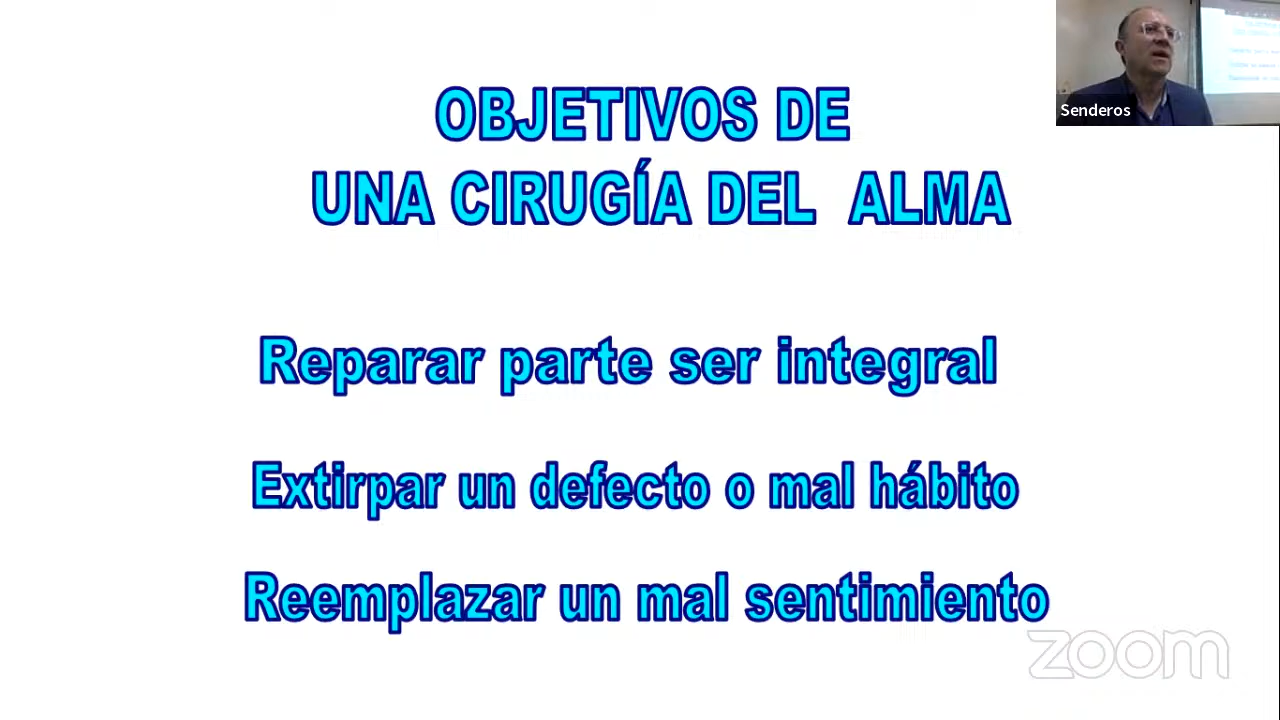 OBJETIVOS DE
UNA CIRUGÍA DEL ALMA
Senderos
Reparar parte ser integral
Extirpar un defecto o mal hábito
Reemplazar un mal sentimiento
zoom